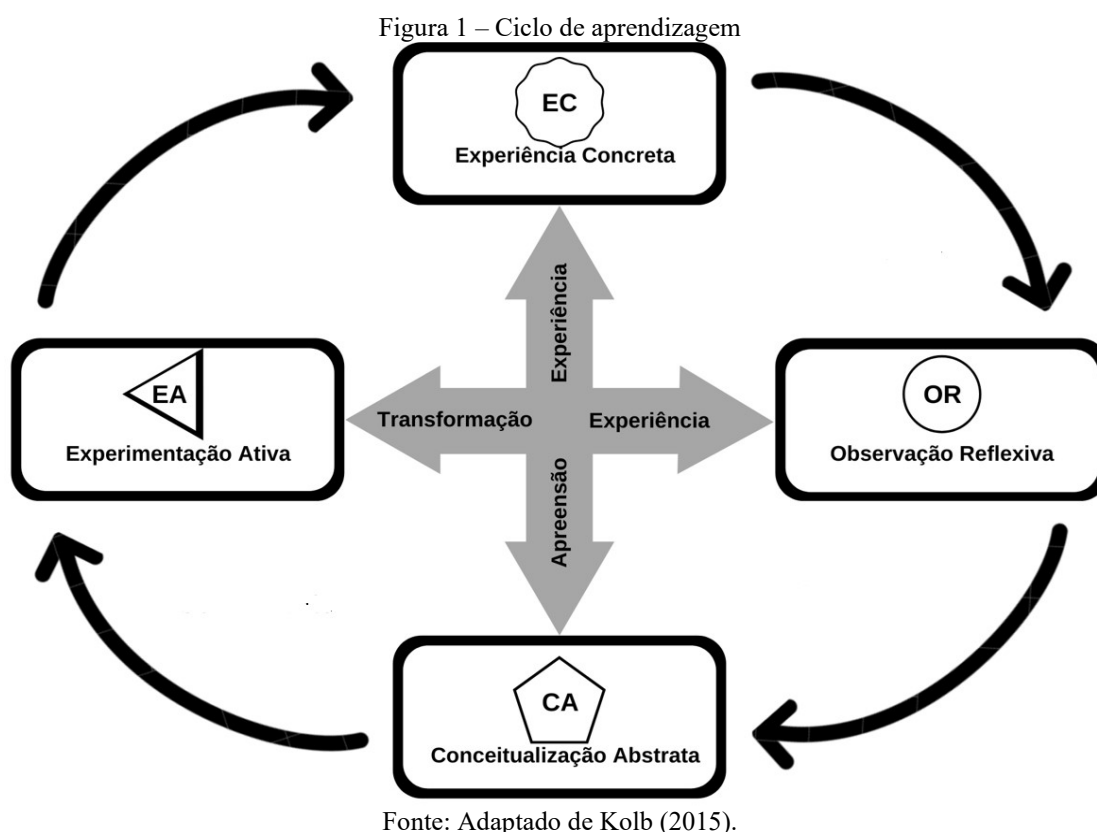 Figura 1 – Ciclo de aprendizagem
EC
Experiência Concreta
Experiência
EA
Experimentação Ativa
Transformação
Experiência
OR
Observação Reflexiva
Apreensão
CA
Conceitualização Abstrata
Fonte: Adaptado de Kolb (2015).